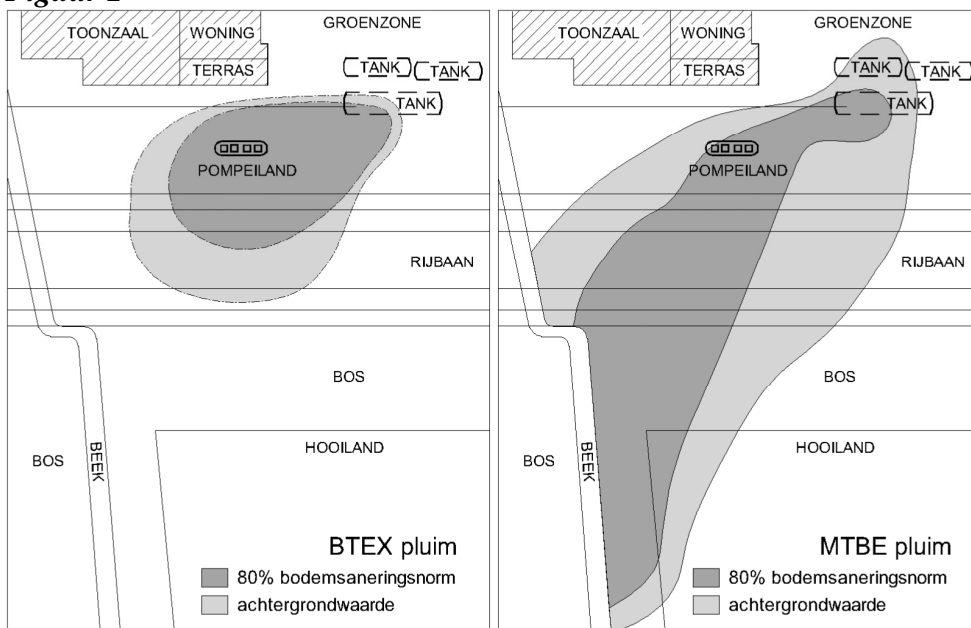 Figuur
TOONZAAL
WONING
TERRAS
GROENZONE
TANK
TANK
TANK
POMPEILAND
RIJBAAN
BOS
BOS
BEEK
HOOILAND
BTEX pluim
80% bodemsaneringsnorm
achtergrondwaarde
TOONZAAL
WONING
TERRAS
GROENZONE
TANK
TANK
TANK
POMPEILAND
RIJBAAN
BOS
BOS
BEEK
HOOILAND
MTBE pluim
80% bodemsaneringsnorm
achtergrondwaarde